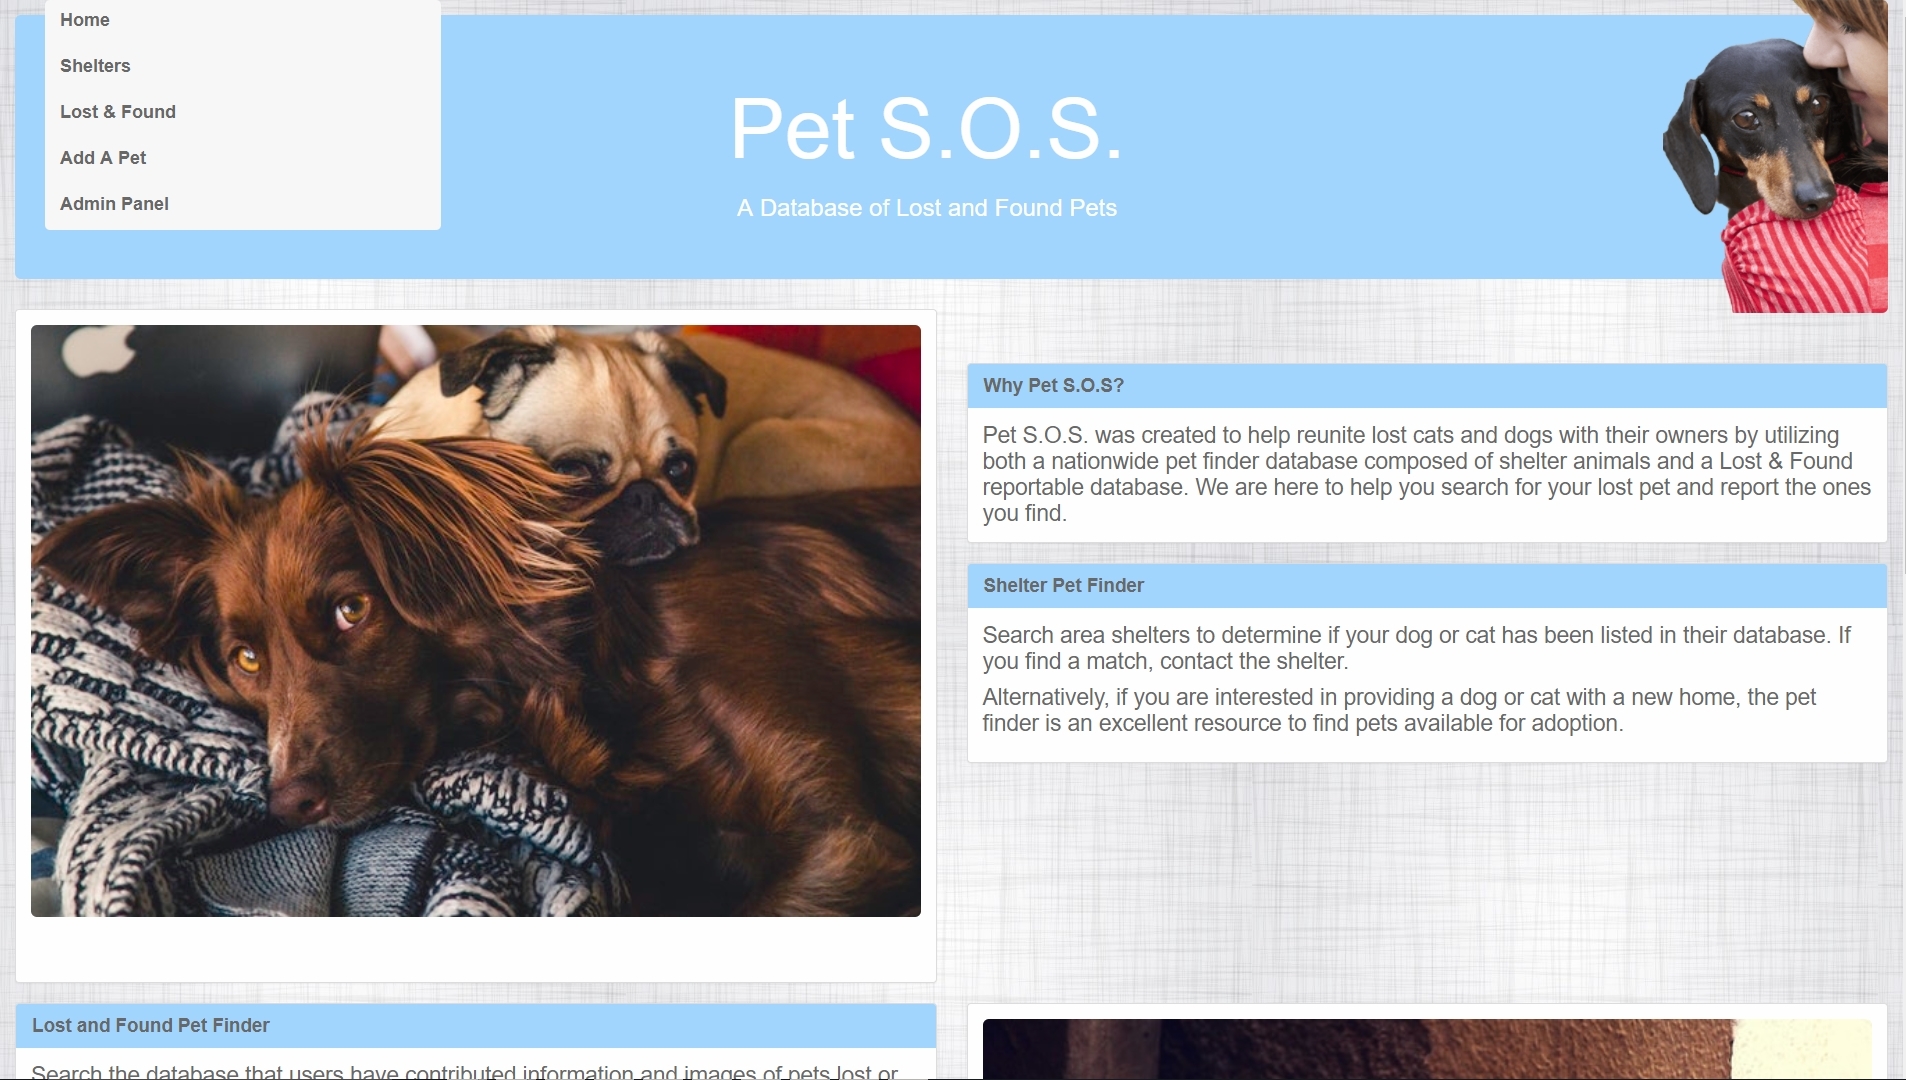 Home
Shelters
Lost & Found
Add A Pet
Admin Panel
Pet S.O.S.
A Database of Lost and Found Pets
Why Pet S.O.S?
Pet S.O.S. was created to help reunite lost cats and dogs with their owners by utilizing
both a nationwide pet finder database composed of shelter animals and a Lost & Found
reportable database. We are here to help you search for your lost pet and report the ones
you find.
Shelter Pet Finder
Search area shelters to determine if your dog or cat has been listed in their database. If
you find a match, contact the shelter.
Alternatively, if you are interested in providing a dog or cat with a new home, the pet
finder is an excellent resource to find pets available for adoption.
Lost and Found Pet Finder
Search the database that users have contributed information and images of pets lost or